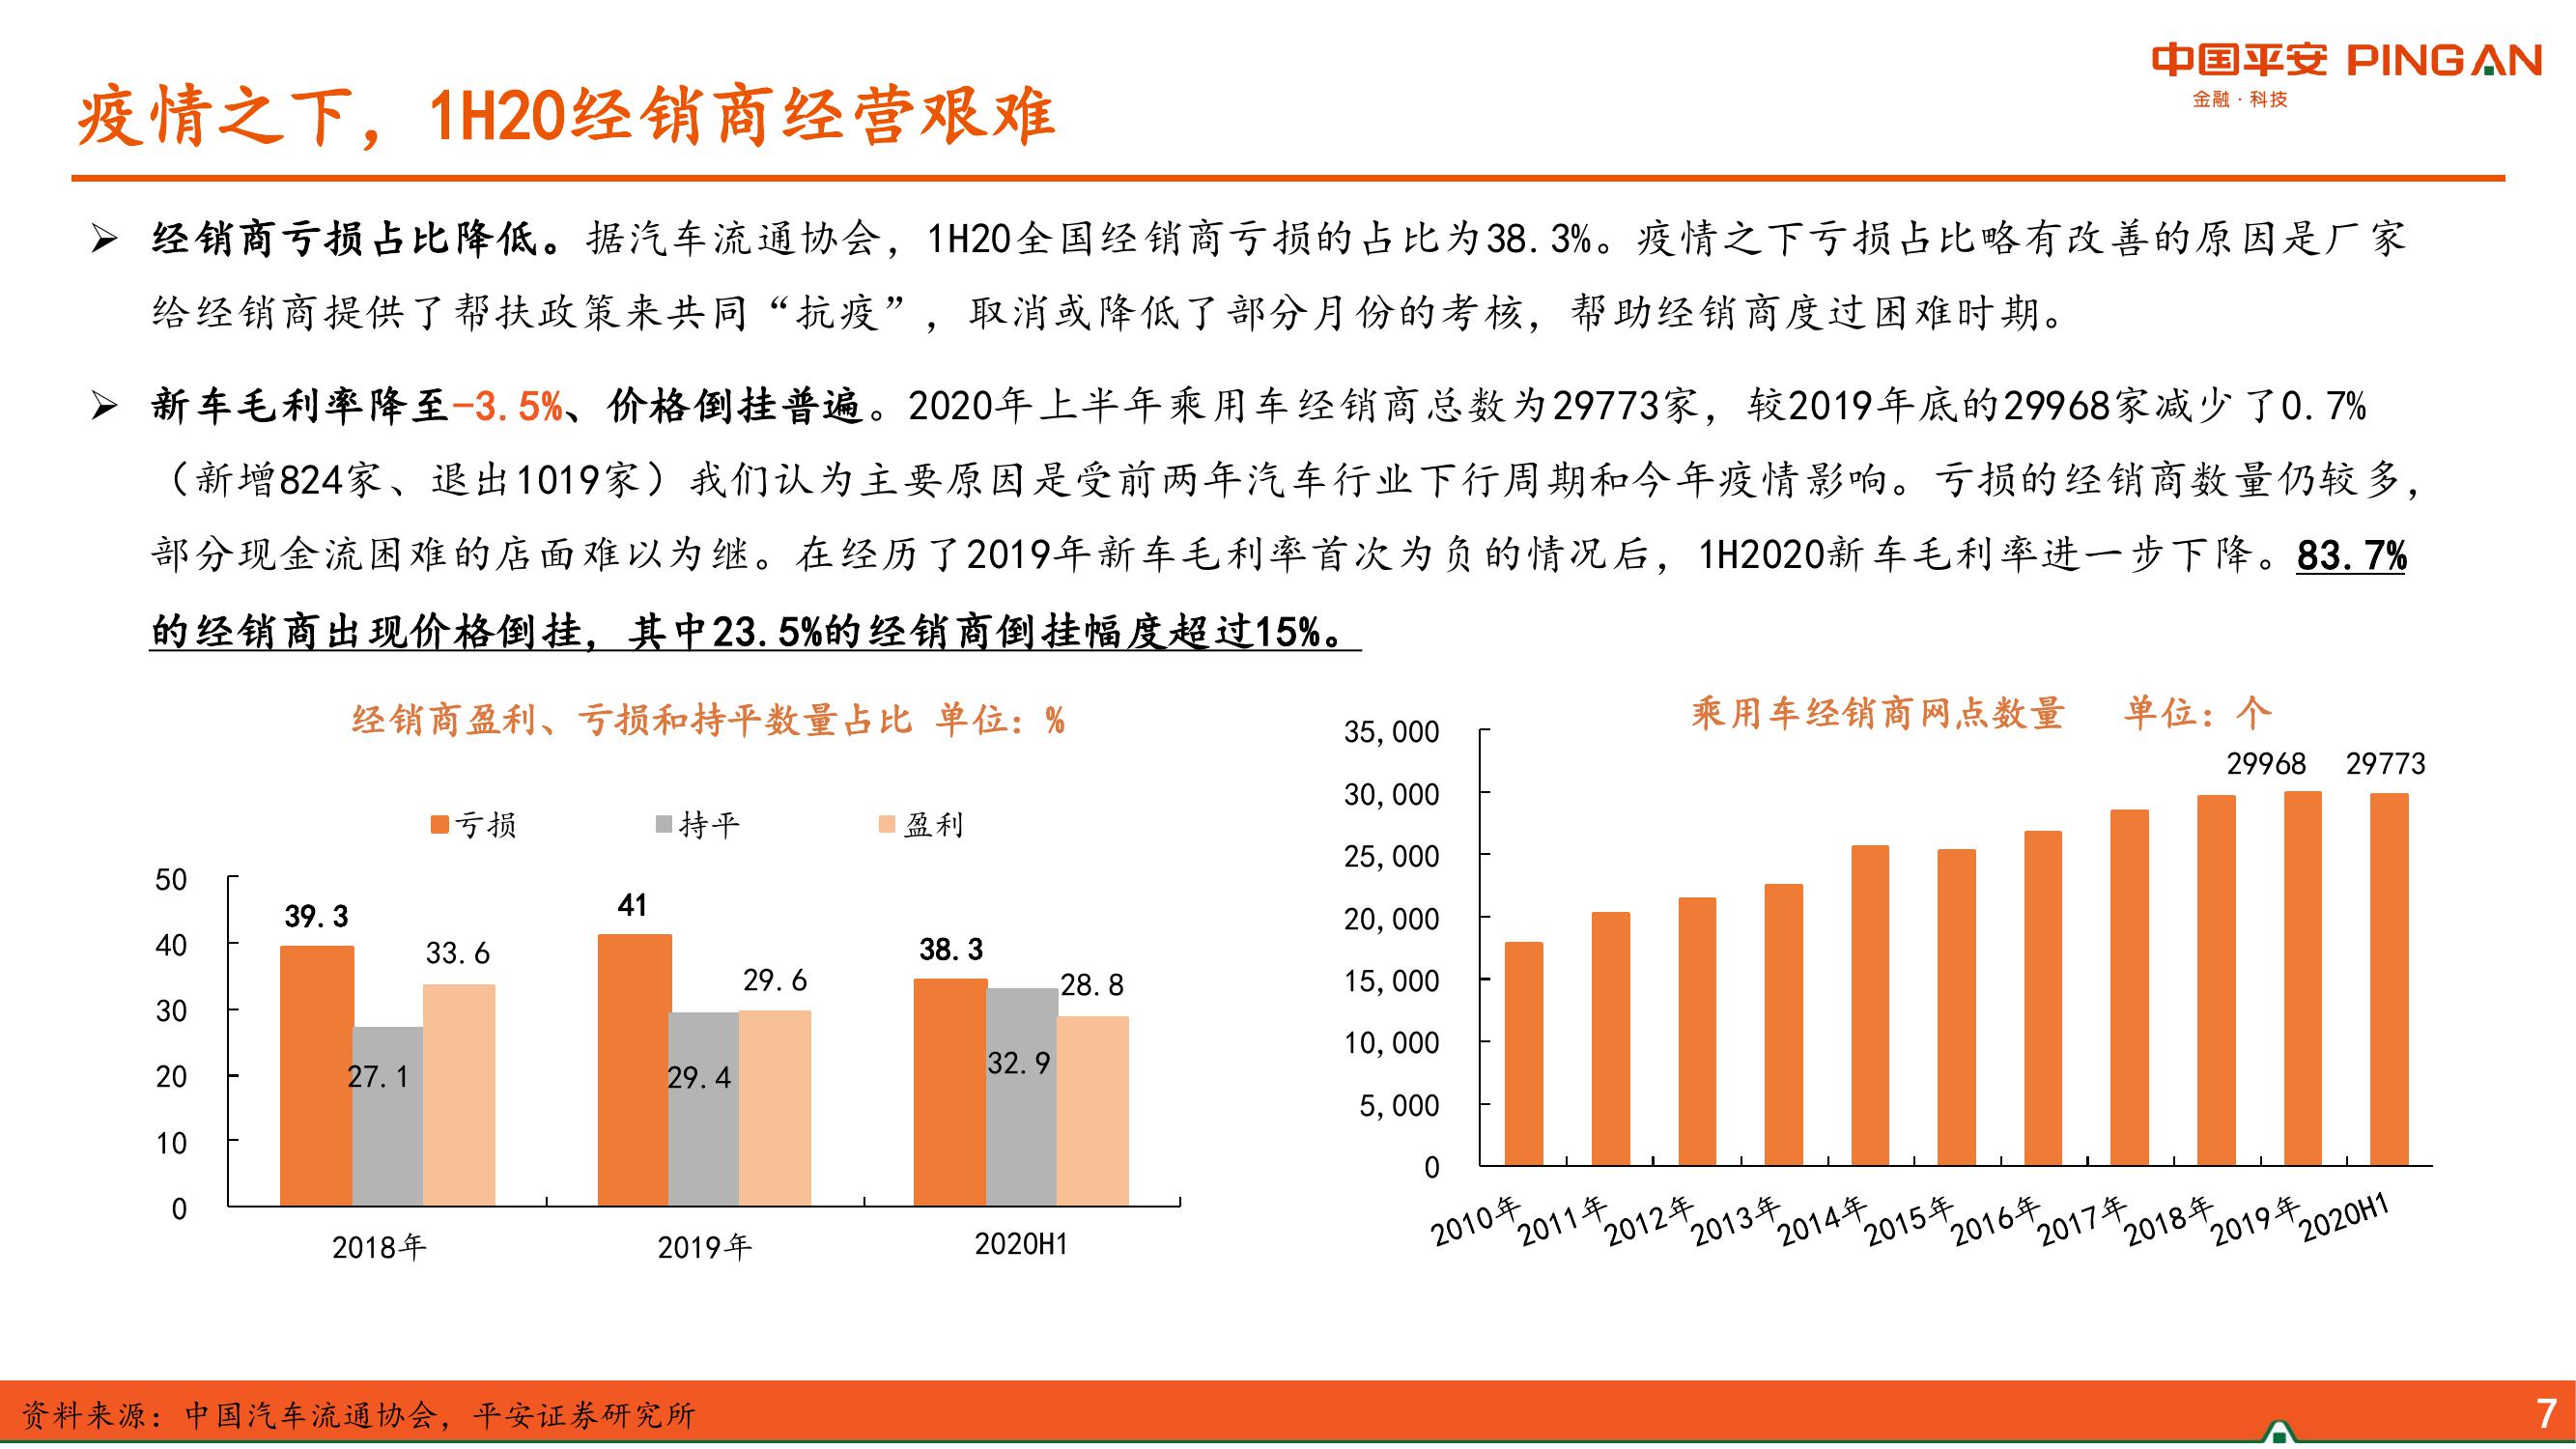 中国平安 PINGAN
金融·科技
疫情之下，1H20经销商经营艰难
➢ 经销商亏损占比降低。据汽车流通协会，1H20全国经销商亏损的占比为38.3%。疫情之下亏损占比略有改善的原因是厂家
给经销商提供了帮扶政策来共同“抗疫”，取消或降低了部分月份的考核，帮助经销商度过困难时期。
➢ 新车毛利率降至-3.5%、价格倒挂普遍。2020年上半年乘用车经销商总数为29773家，较2019年底的29968家减少了0.7%
（新增824家、退出1019家）我们认为主要原因是受前两年汽车行业下行周期和今年疫情影响。亏损的经销商数量仍较多，
部分现金流困难的店面难以为继。在经历了2019年新车毛利率首次为负的情况后，1H2020新车毛利率进一步下降。83.7%
的经销商出现价格倒挂，其中23.5%的经销商倒挂幅度超过15%。
经销商盈利、亏损和持平数量占比 单位：%
亏损 持平 盈利
50
40
30
20
10
0
39.3
27.1
33.6
41
29.4
29.6
38.3
32.9
28.8
2018年 2019年 2020H1
乘用车经销商网点数量 单位：个
35,000
30,000
25,000
20,000
15,000
10,000
5,000
0
29968 29773
2010年 2011年 2012年 2013年 2014年 2015年 2016年 2017年 2018年 2019年 2020H1
资料来源：中国汽车流通协会，平安证券研究所
7